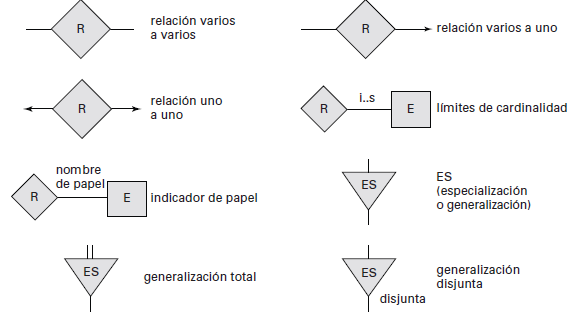 R
relación varios
a varios
R
relación varios a uno
R
relación uno
a uno
R
i..s
E
límites de cardinalidad
R
nombre
de papel
E
indicador de papel
ES
ES
(especialización
o generalización)
ES
generalización total
ES
disjunta
generalización
disjunta